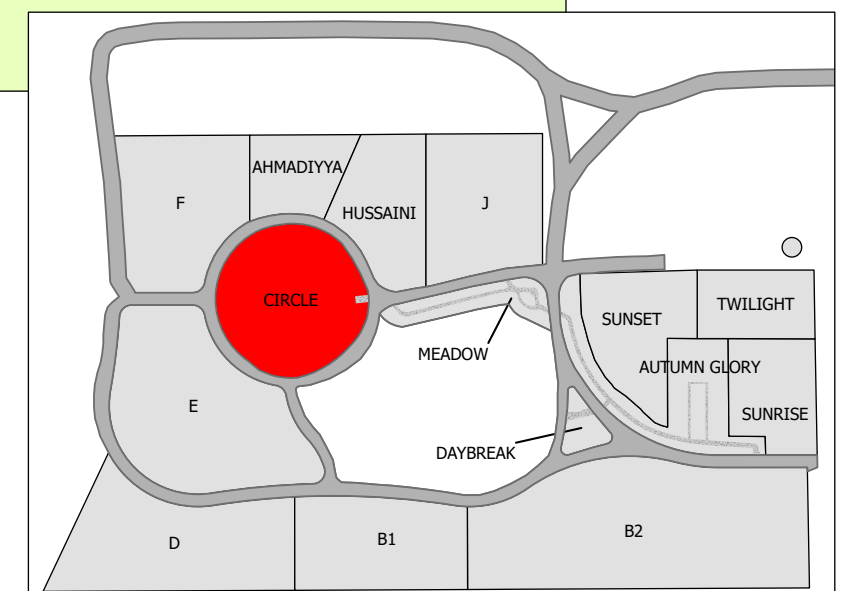 AHMADIYYA
F
HUSSAINI
J
CIRCLE
SUNSET
TWILIGHT
MEADOW
AUTUMN GLORY
E
SUNRISE
DAYBREAK
D
B1
B2